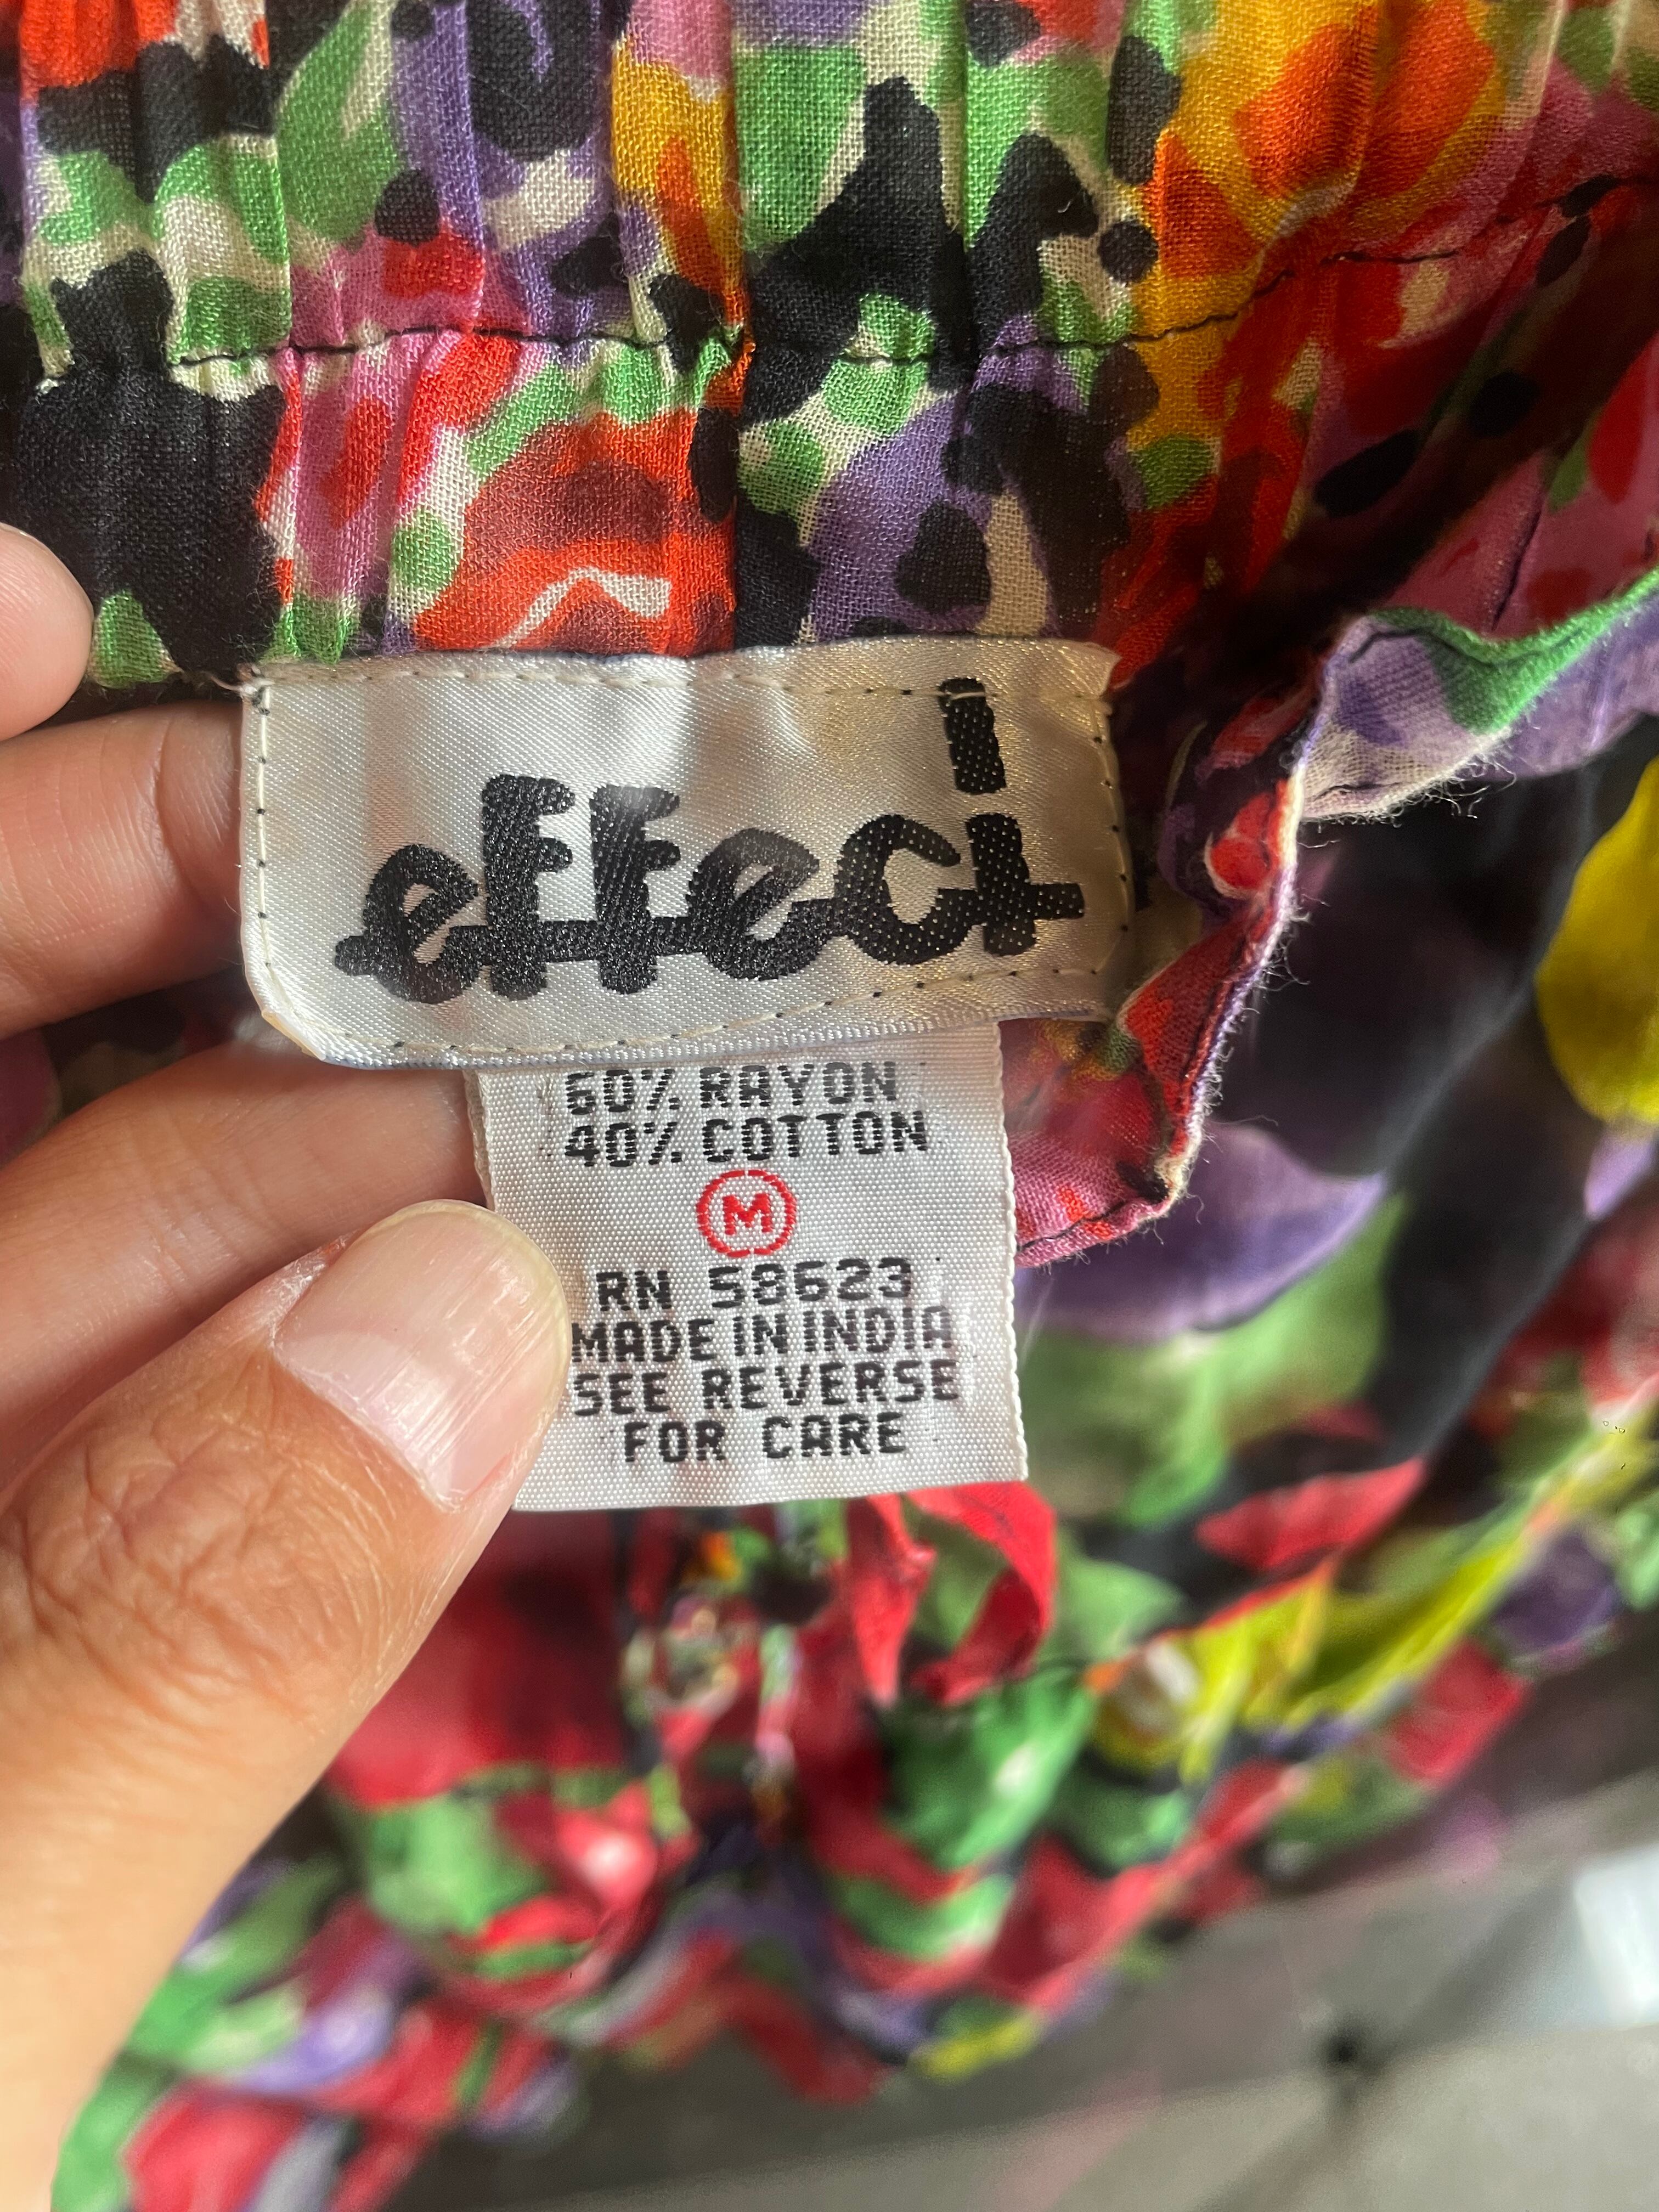 effect
60% RAYON
40% COTTON
M
RN 58623
MADE IN INDIA
SEE REVERSE
FOR CARE